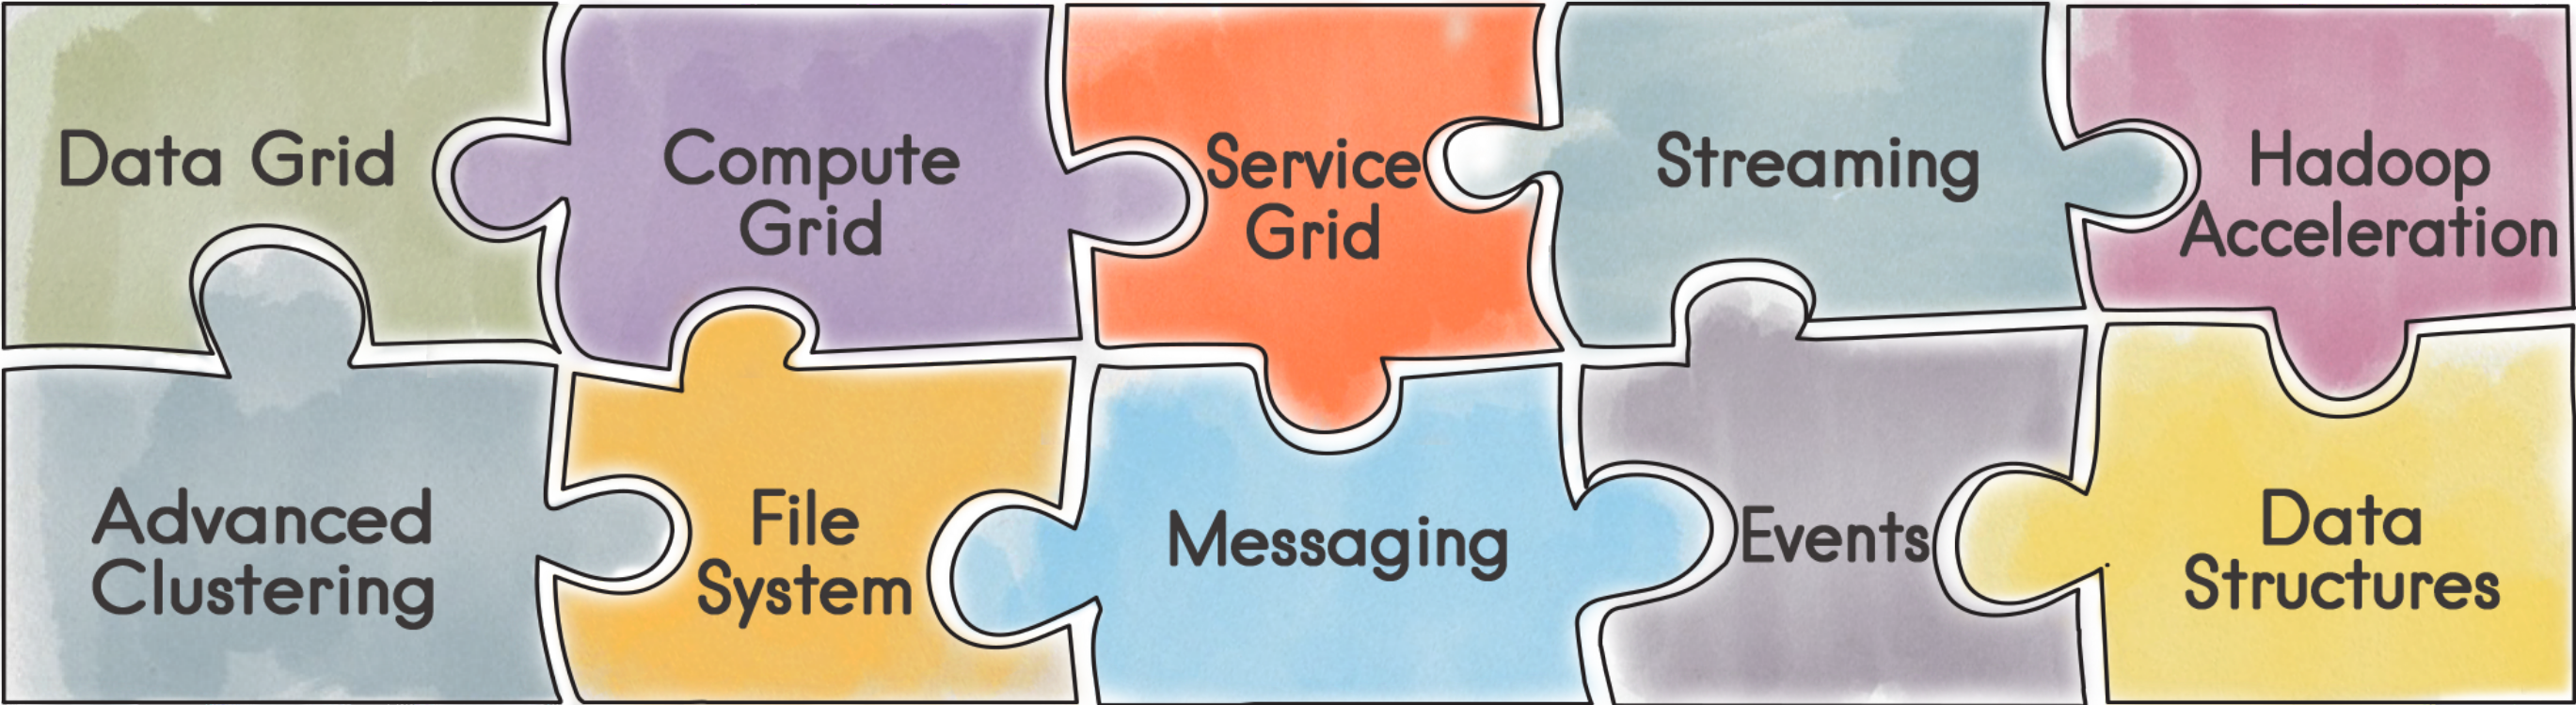 Data Grid
Compute
Grid
Service
Grid
Streaming
Hadoop
Acceleration
Advanced
Clustering
File
System
Messaging
Events
Data
Structures